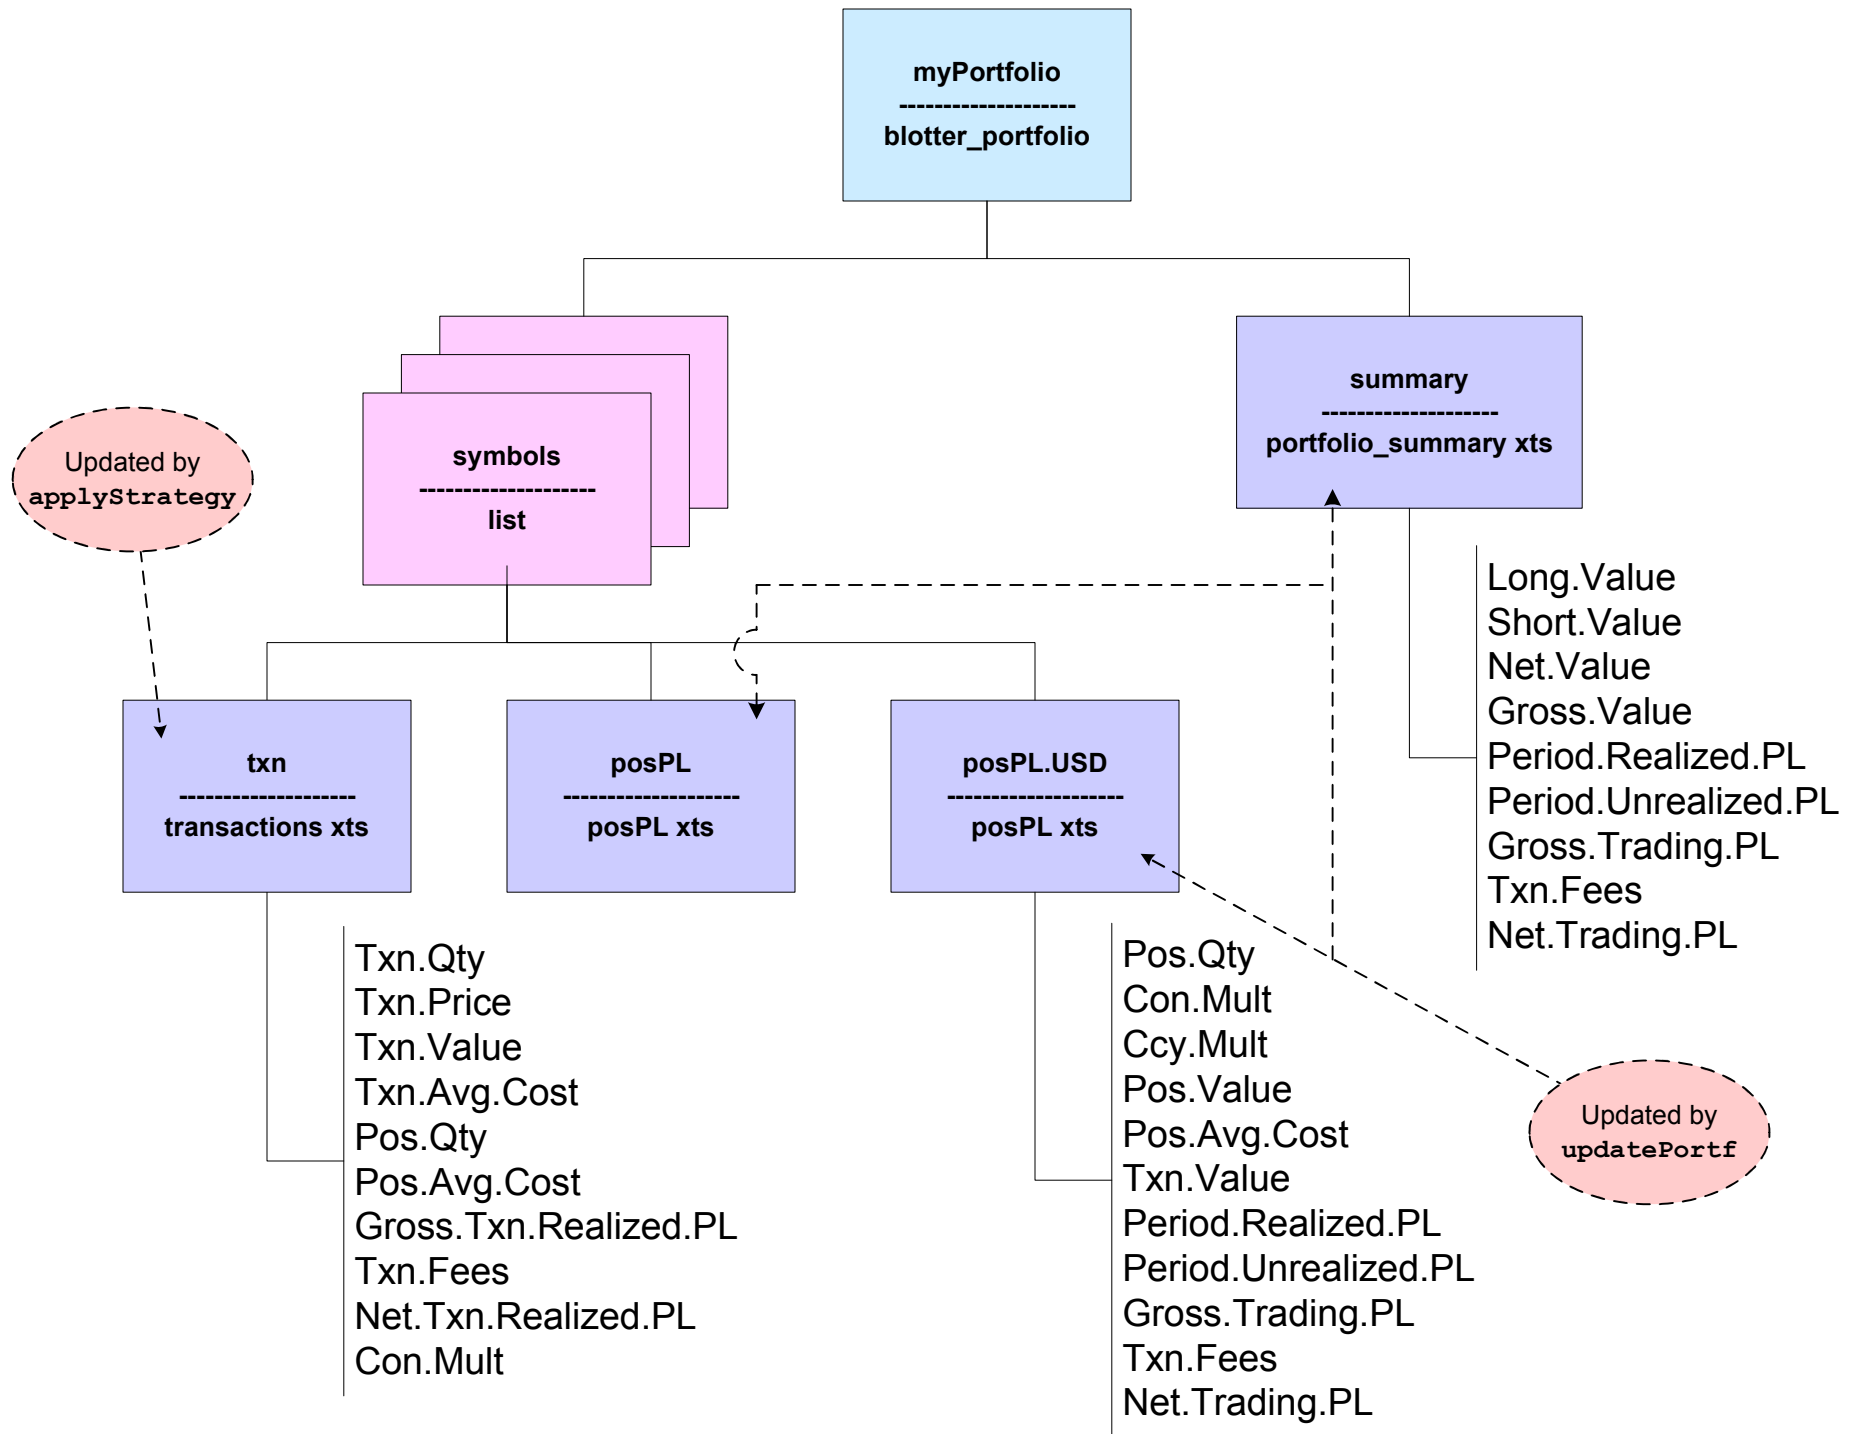 myPortfolio
--------------------
blotter_portfolio
summary
--------------------
portfolio_summary xts
symbols
--------------------
list
Updated by
applyStrategy
Long.Value
Short.Value
Net.Value
Gross.Value
Period.Realized.PL
Period.Unrealized.PL
Gross.Trading.PL
Txn.Fees
Net.Trading.PL
txn
--------------------
transactions xts
posPL
--------------------
posPL xts
posPL.USD
--------------------
posPL xts
Txn.Qty
Txn.Price
Txn.Value
Txn.Avg.Cost
Pos.Qty
Pos.Avg.Cost
Gross.Txn.Realized.PL
Txn.Fees
Net.Txn.Realized.PL
Con.Mult
Pos.Qty
Con.Mult
Ccy.Mult
Pos.Value
Pos.Avg.Cost
Txn.Value
Period.Realized.PL
Period.Unrealized.PL
Gross.Trading.PL
Txn.Fees
Net.Trading.PL
Updated by
updatePortf